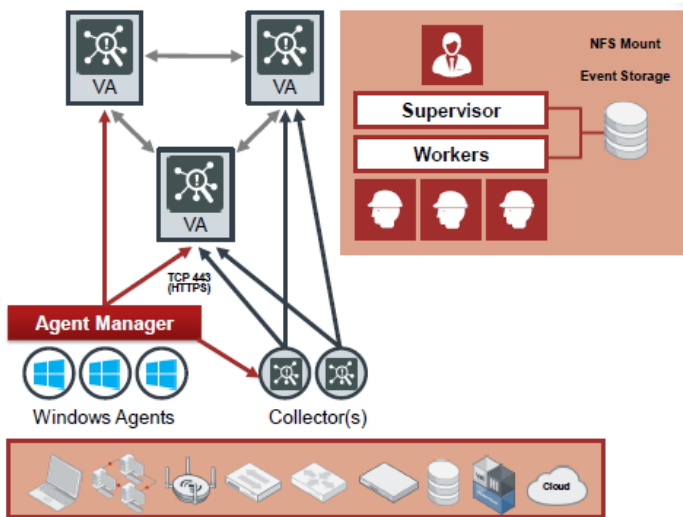 VA
VA
VA
NFS Mount
Event Storage
Supervisor
Workers
TCP 443
(HTTPS)
Agent Manager
Windows Agents
Collector(s)
Cloud